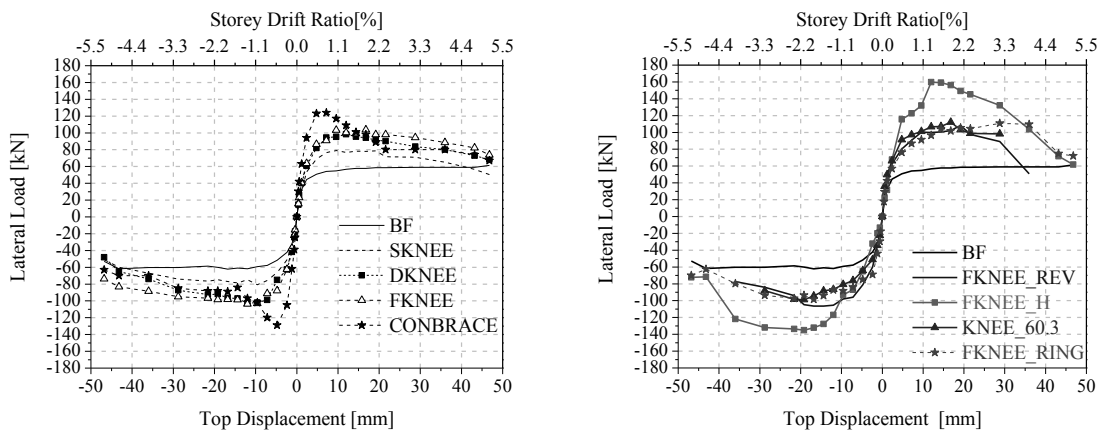 Storey Drift Ratio[%]
-5.5 -4.4 -3.3 -2.2 -1.1 0.0 1.1 2.2 3.3 4.4 5.5
180
160
140
120
100
80
60
40
20
0
-20
-40
-60
-80
-100
-120
-140
-160
-180
Lateral Load [kN]
BF
SKNEE
DKNEE
FKNEE
CONBRACE
-50 -40 -30 -20 -10 0 10 20 30 40 50
Top Displacement [mm]
Storey Drift Ratio[%]
-5.5 -4.4 -3.3 -2.2 -1.1 0.0 1.1 2.2 3.3 4.4 5.5
180
160
140
120
100
80
60
40
20
0
-20
-40
-60
-80
-100
-120
-140
-160
-180
Lateral Load [kN]
BF
FKNEE_REV
FKNEE_H
KNEE_60.3
FKNEE_RING
-50 -40 -30 -20 -10 0 10 20 30 40 50
Top Displacement [mm]